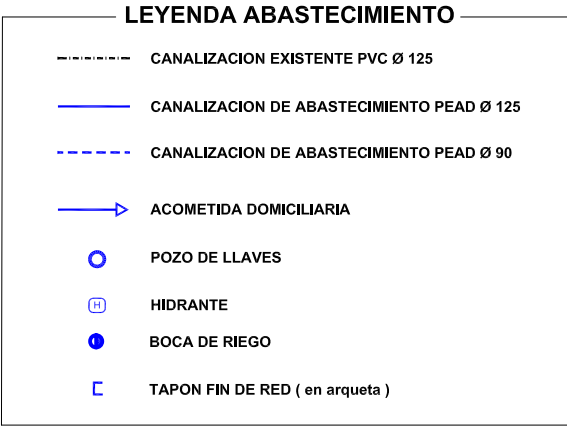 LEYENDA ABASTECIMIENTO
CANALIZACION EXISTENTE PVC Ø 125
CANALIZACION DE ABASTECIMIENTO PEAD Ø 125
CANALIZACION DE ABASTECIMIENTO PEAD Ø 90
ACOMETIDA DOMICILIARIA
POZO DE LLAVES
H HIDRANTE
BOCA DE RIEGO
TAPON FIN DE RED ( en arqueta )